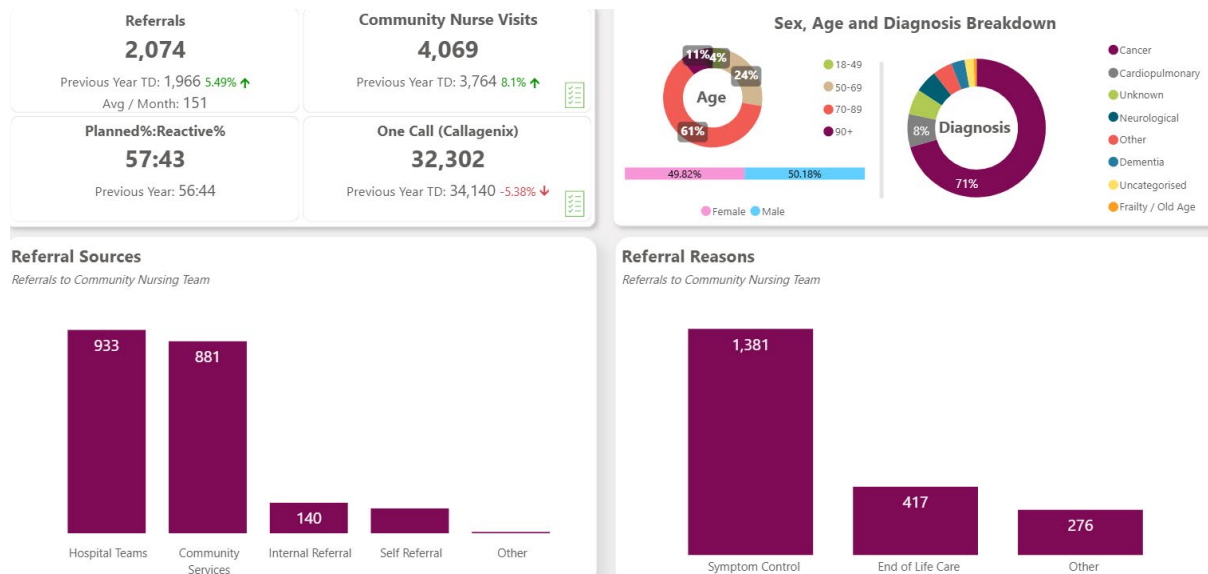 Referrals
2,074
Previous Year TD: 1,966 5.49% ↑
Avg / Month: 151
Community Nurse Visits
4,069
Previous Year TD: 3,764 8.1% ↑
Planned%:Reactive%
57:43
Previous Year: 56:44
One Call (Callagenix)
32,302
Previous Year TD: 34,140 -5.38% ↓
Sex, Age and Diagnosis Breakdown
11%
4%
24%
Age
61%
18-49
50-69
70-89
90+
49.82%
50.18%
Female
Male
8%
Diagnosis
71%
Cancer
Cardiopulmonary
Unknown
Neurological
Other
Dementia
Uncategorised
Frailty / Old Age
Referral Sources
Referrals to Community Nursing Team
933
881
140
Hospital Teams
Community
Services
Internal Referral
Self Referral
Other
Referral Reasons
Referrals to Community Nursing Team
1,381
417
276
Symptom Control
End of Life Care
Other